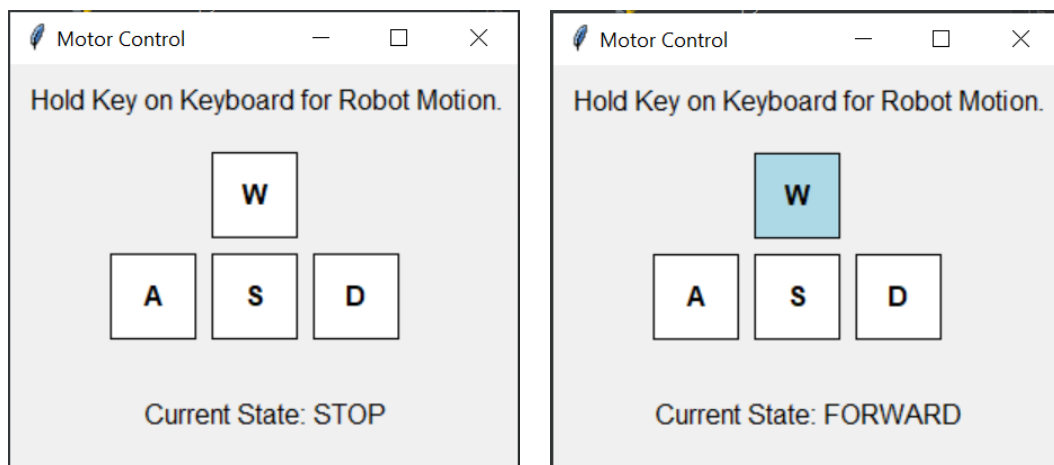 Motor Control
Hold Key on Keyboard for Robot Motion.
W
A S D
Current State: STOP
Motor Control
Hold Key on Keyboard for Robot Motion.
W
A S D
Current State: FORWARD